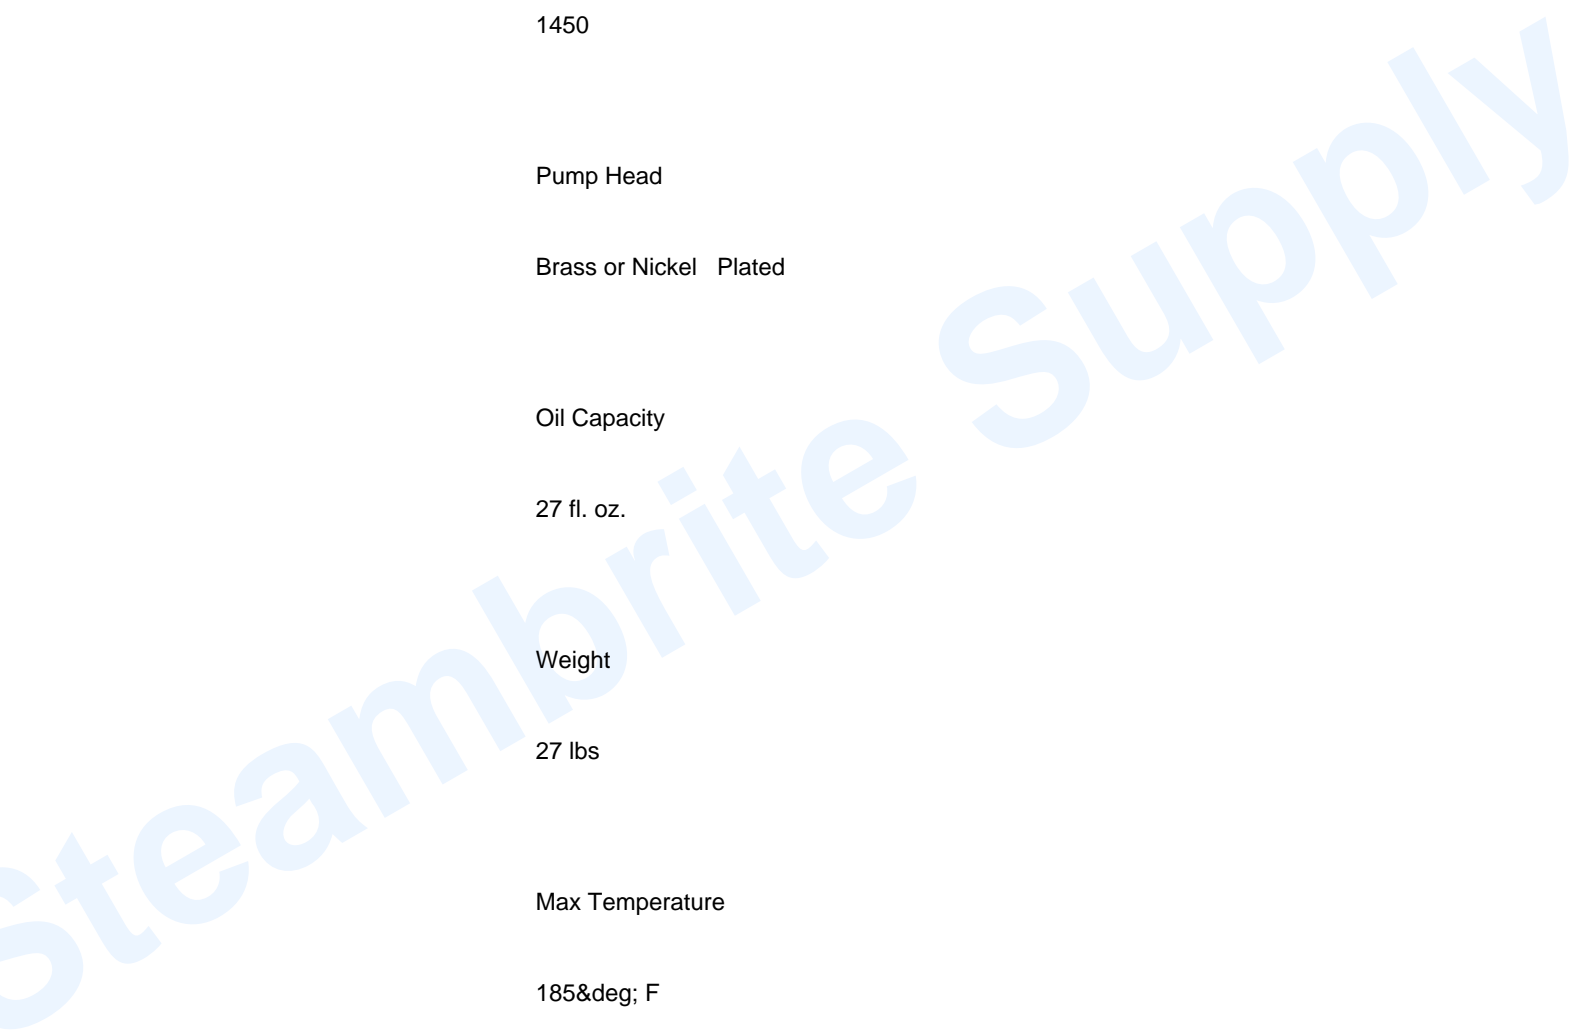 1450
Pump Head
Brass or Nickel   Plated
Oil Capacity
27 fl. oz.
Weight
27 lbs
Max Temperature
185&deg; F
Steambrite Supply